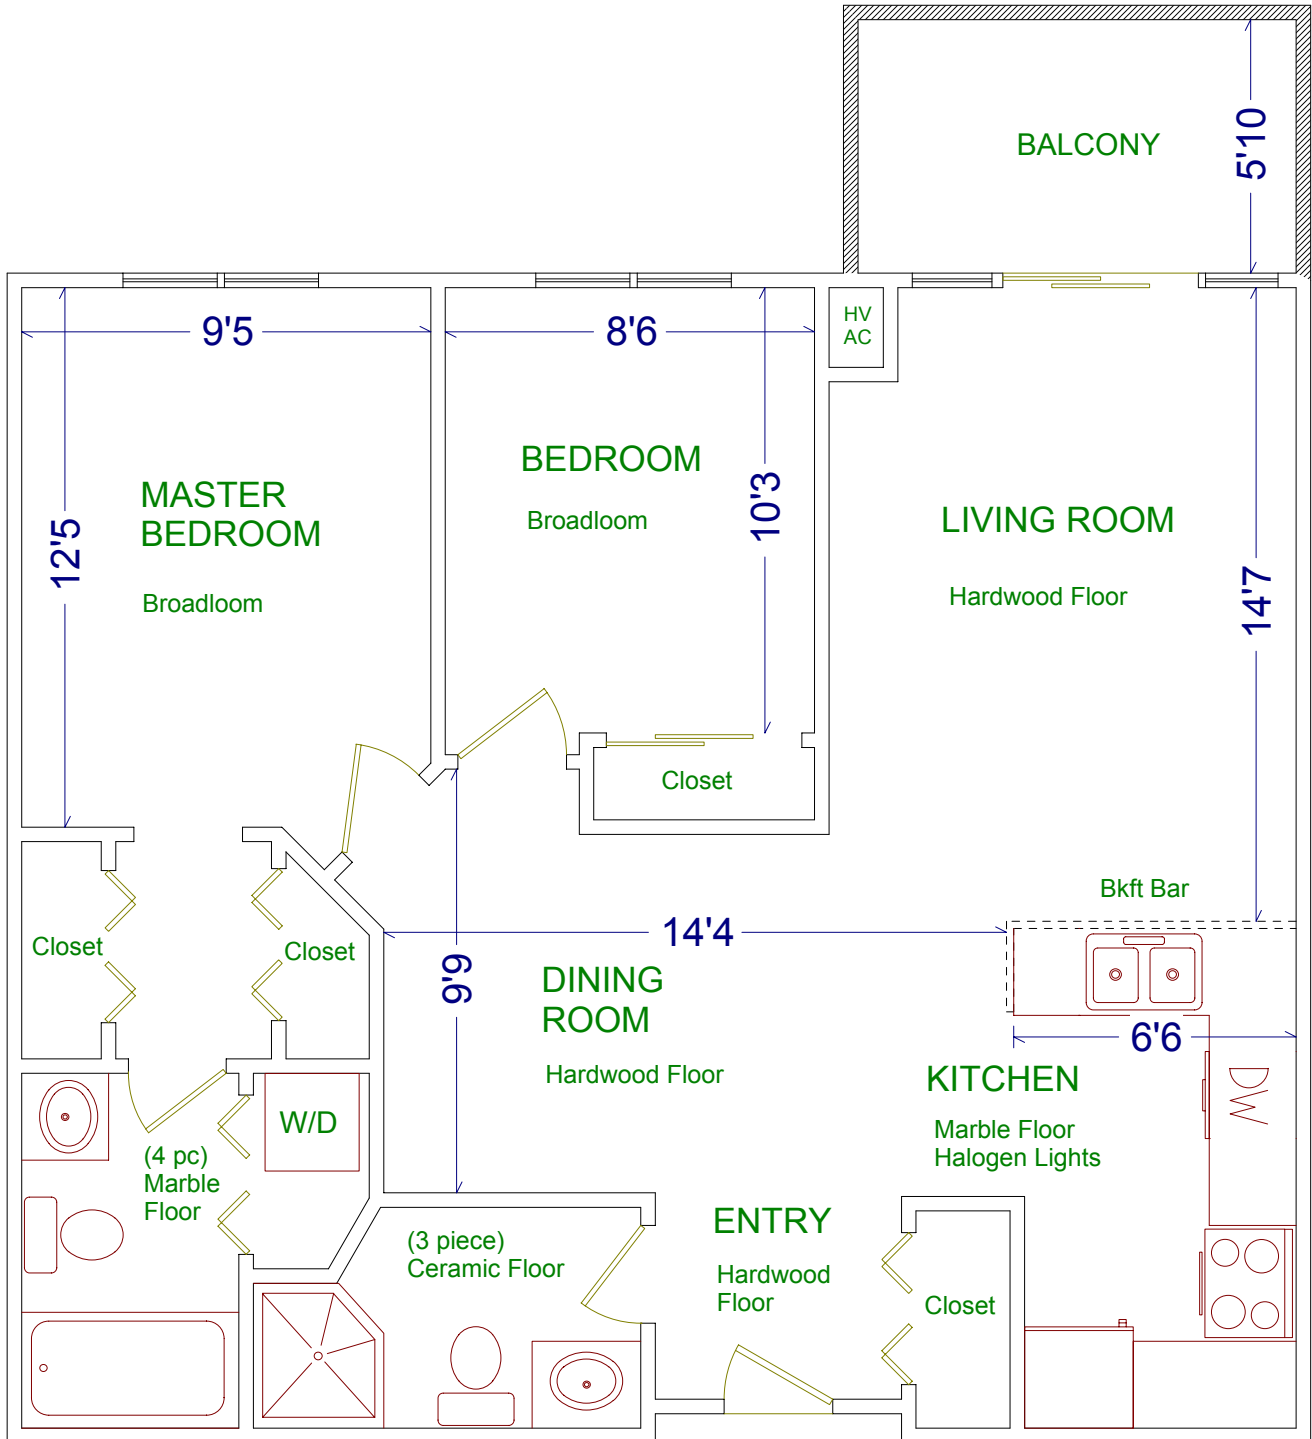 BALCONY
5'10
HV
AC
9'5
8'6
MASTER
BEDROOM
Broadloom
12'5
BEDROOM
Broadloom
10'3
LIVING ROOM
Hardwood Floor
14'7
Closet
Bkft Bar
Closet
Closet
14'4
9'9
DINING
ROOM
Hardwood Floor
6'6
KITCHEN
Marble Floor
Halogen Lights
DW
W/D
(4 pc)
Marble
Floor
(3 piece)
Ceramic Floor
ENTRY
Hardwood
Floor
Closet